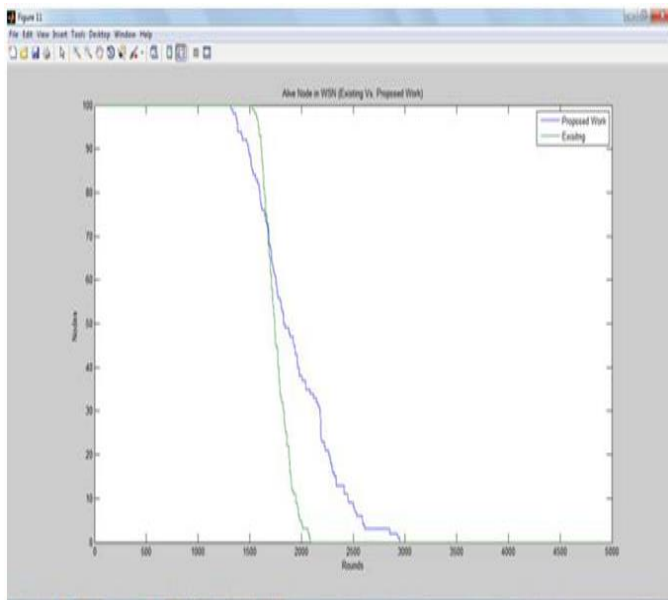 Figure 11
File Edit View Insert Tools Desktop Window Help
Alive Node in WSN (Existing Vs. Proposed Work)
Proposed Work
Exisitng
100
90
80
70
60
50
40
30
20
10
0
Nodes
0 500 1000 1500 2000 2500 3000 3500 4000 4500 5000
Rounds